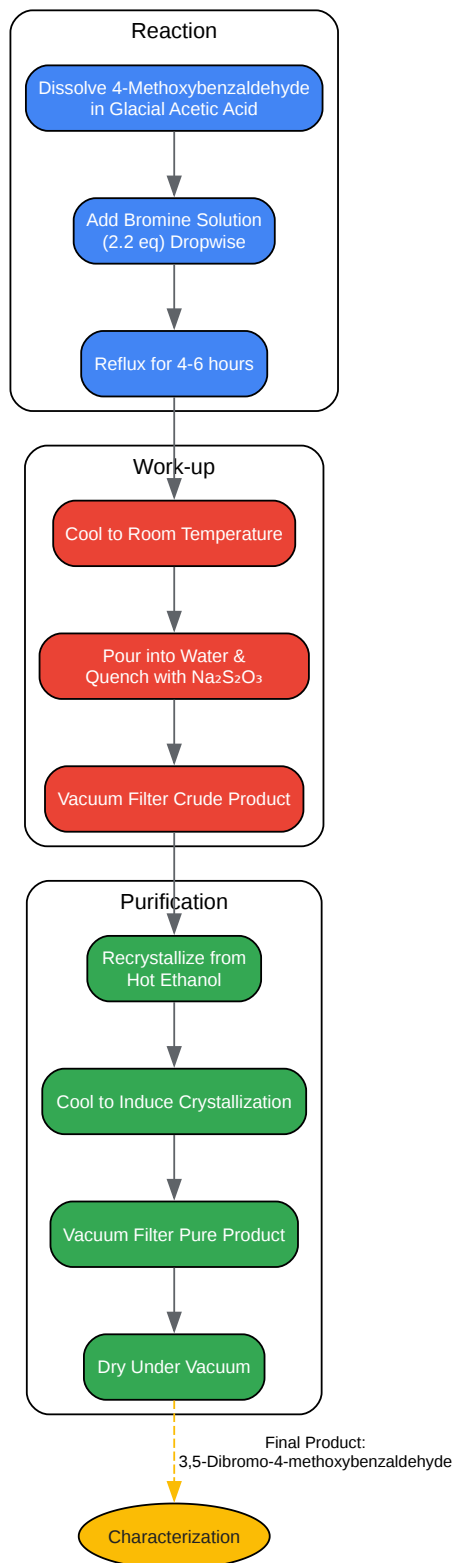 Reaction
Dissolve 4-Methoxybenzaldehyde
in Glacial Acetic Acid
Add Bromine Solution
(2.2 eq) Dropwise
Reflux for 4-6 hours
Work-up
Cool to Room Temperature
Pour into Water &
Quench with Na₂S₂O₃
Vacuum Filter Crude Product
Purification
Recrystallize from
Hot Ethanol
Cool to Induce Crystallization
Vacuum Filter Pure Product
Dry Under Vacuum
Final Product:
3,5-Dibromo-4-methoxybenzaldehyde
Characterization